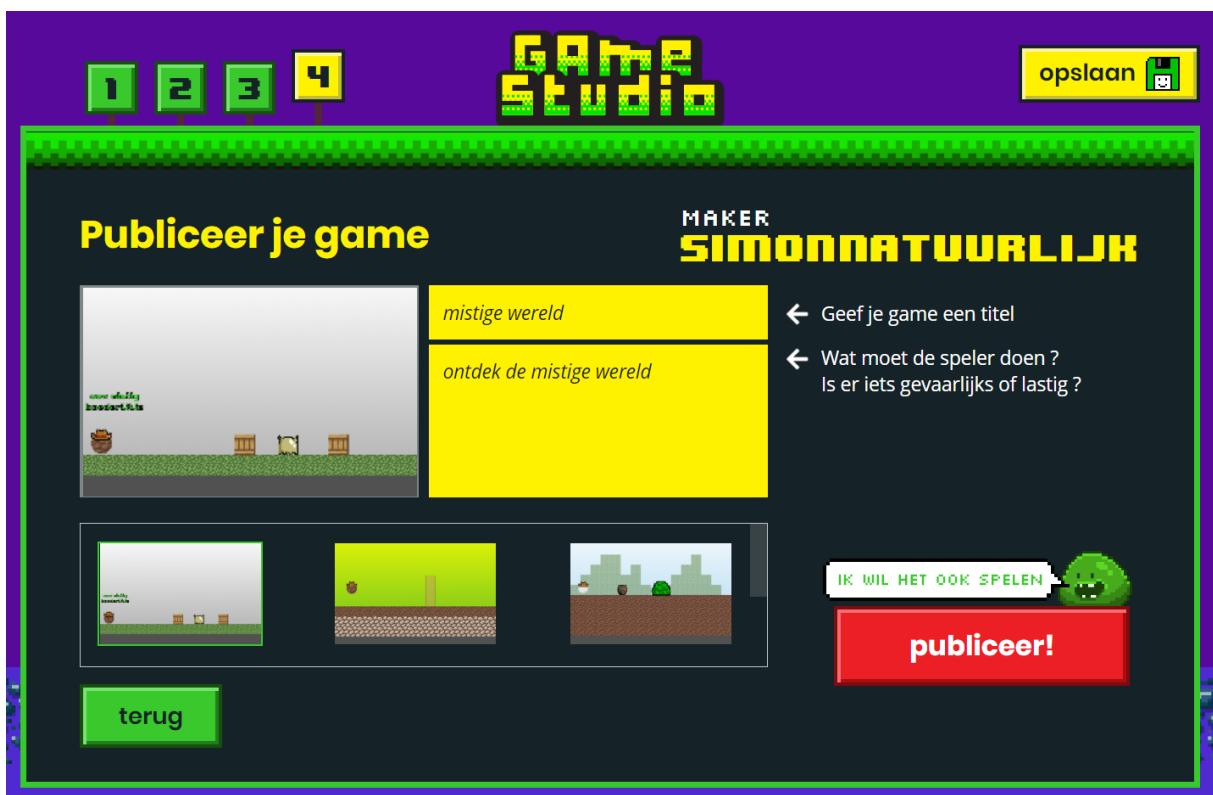 1 2 3 4
GAME
STUDIO
opslaan
Publiceer je game
MAKER
SIMONNATUURLIJK
mistige wereld
Geef je game een titel
ontdek de mistige wereld
Wat moet de speler doen ?
Is er iets gevaarlijks of lastig ?
IK WIL HET OOK SPELEN
publiceer!
terug